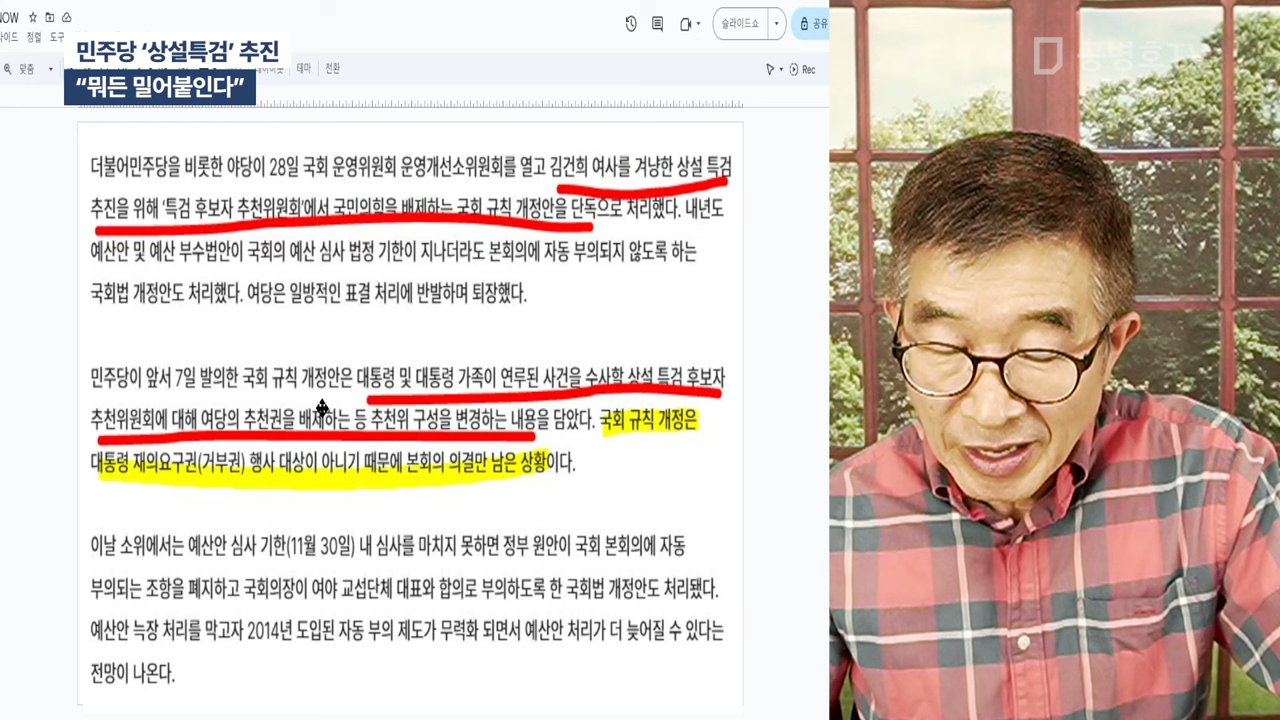 NOW
슬라이드쇼
공유
라이드 정렬 도구
민주당 ‘상설특검’ 추진
맞춤
테마
전환
Rec
“뭐든 밀어붙인다”
공병호TV
더불어민주당을 비롯한 야당이 28일 국회 운영위원회 운영개선소위원회를 열고 김건희 여사를 겨냥한 상설 특검
추진을 위해 ‘특검 후보자 추천위원회’에서 국민의힘을 배제하는 국회 규칙 개정안을 단독으로 처리했다. 내년도
예산안 및 예산 부수법안이 국회의 예산 심사 법정 기한이 지나더라도 본회의에 자동 부의되지 않도록 하는
국회법 개정안도 처리했다. 여당은 일방적인 표결 처리에 반발하며 퇴장했다.
민주당이 앞서 7일 발의한 국회 규칙 개정안은 대통령 및 대통령 가족이 연루된 사건을 수사할 상설 특검 후보자
추천위원회에 대해 여당의 추천권을 배제하는 등 추천위 구성을 변경하는 내용을 담았다. 국회 규칙 개정은
대통령 재의요구권(거부권) 행사 대상이 아니기 때문에 본회의 의결만 남은 상황이다.
이날 소위에서는 예산안 심사 기한(11월 30일) 내 심사를 마치지 못하면 정부 원안이 국회 본회의에 자동
부의되는 조항을 폐지하고 국회의장이 여야 교섭단체 대표와 합의로 부의하도록 한 국회법 개정안도 처리됐다.
예산안 늑장 처리를 막고자 2014년 도입된 자동 부의 제도가 무력화 되면서 예산안 처리가 더 늦어질 수 있다는
전망이 나온다.